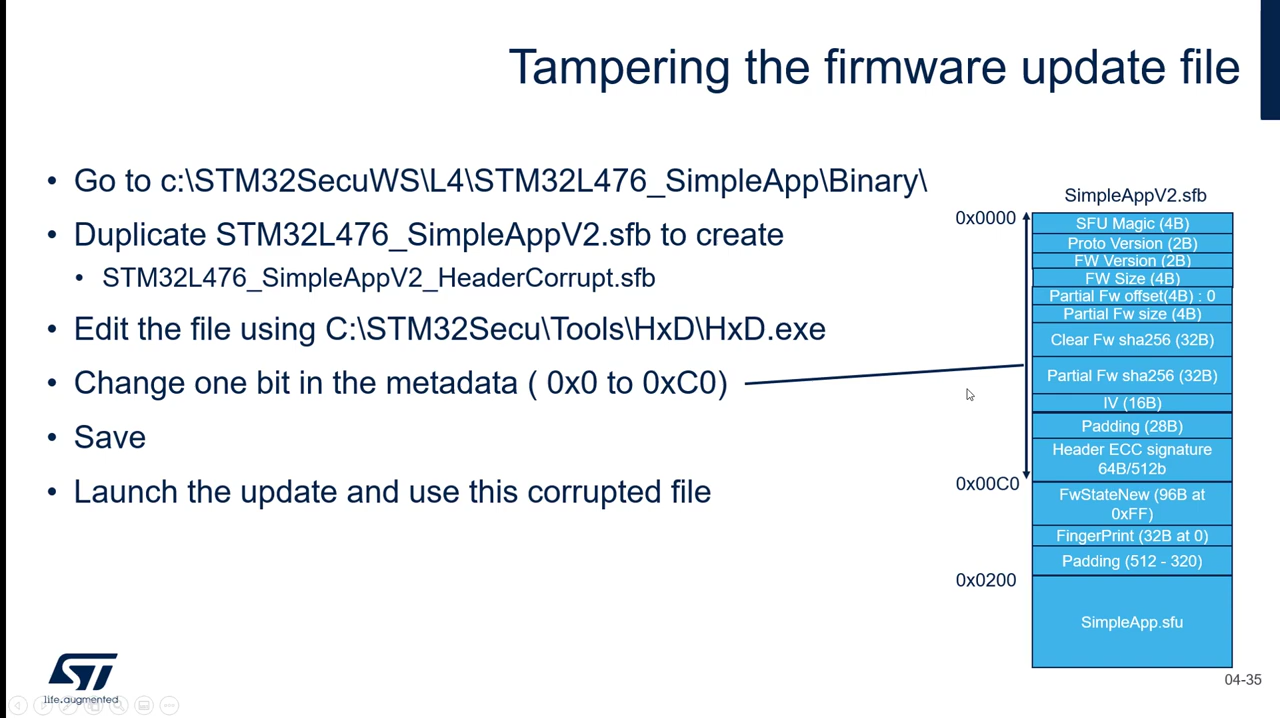 Tampering the firmware update file
• Go to c:\STM32SecuWS\L4\STM32L476_SimpleApp\Binary\
• Duplicate STM32L476_SimpleAppV2.sfb to create
• STM32L476_SimpleAppV2_HeaderCorrupt.sfb
• Edit the file using C:\STM32Secu\Tools\HxD\HxD.exe
• Change one bit in the metadata ( 0x0 to 0xC0)
• Save
• Launch the update and use this corrupted file
SimpleAppV2.sfb
0x0000
SFU Magic (4B)
Proto Version (2B)
FW Version (2B)
FW Size (4B)
Partial Fw offset(4B) : 0
Partial Fw size (4B)
Clear Fw sha256 (32B)
Partial Fw sha256 (32B)
IV (16B)
Padding (28B)
Header ECC signature
64B/512b
0x00C0
FwStateNew (96B at
0xFF)
FingerPrint (32B at 0)
Padding (512 - 320)
0x0200
SimpleApp.sfu
ST
life.augmented
04-35